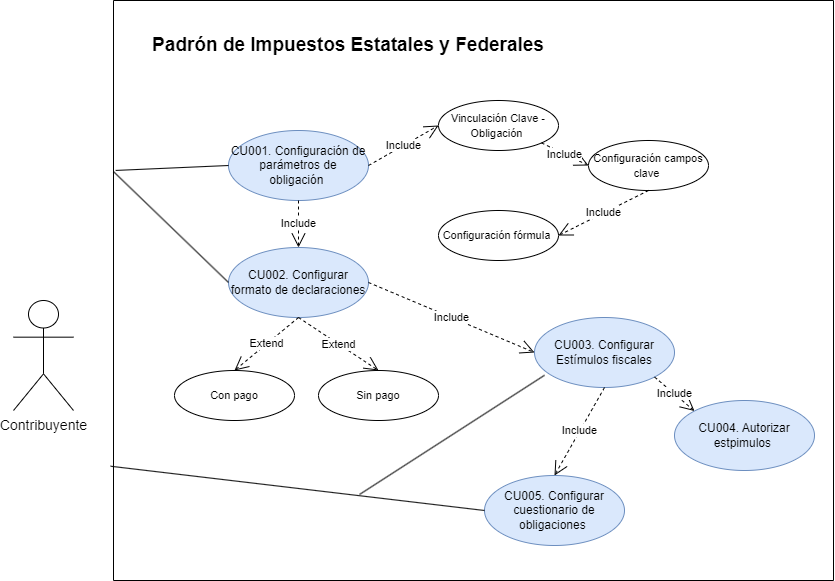 Padrón de Impuestos Estatales y Federales
Vinculación Clave -
Obligación
CU001. Configuración de
parámetros de
obligación
Include
Include
Configuración campos
clave
Include
Include
Configuración fórmula
CU002. Configurar
formato de declaraciones
Include
Extend
Extend
CU003. Configurar
Estímulos fiscales
Con pago
Sin pago
Include
Contribuyente
Include
CU004. Autorizar
estpimulos
CU005. Configurar
cuestionario de
obligaciones